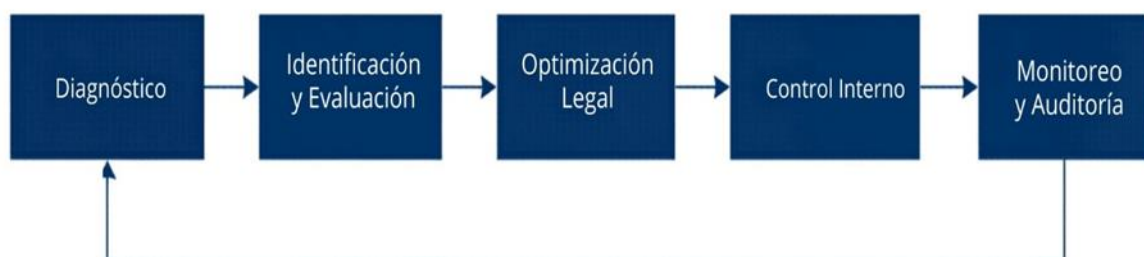 Diagnóstico
Identificación
y Evaluación
Optimización
Legal
Control Interno
Monitoreo
y Auditoría